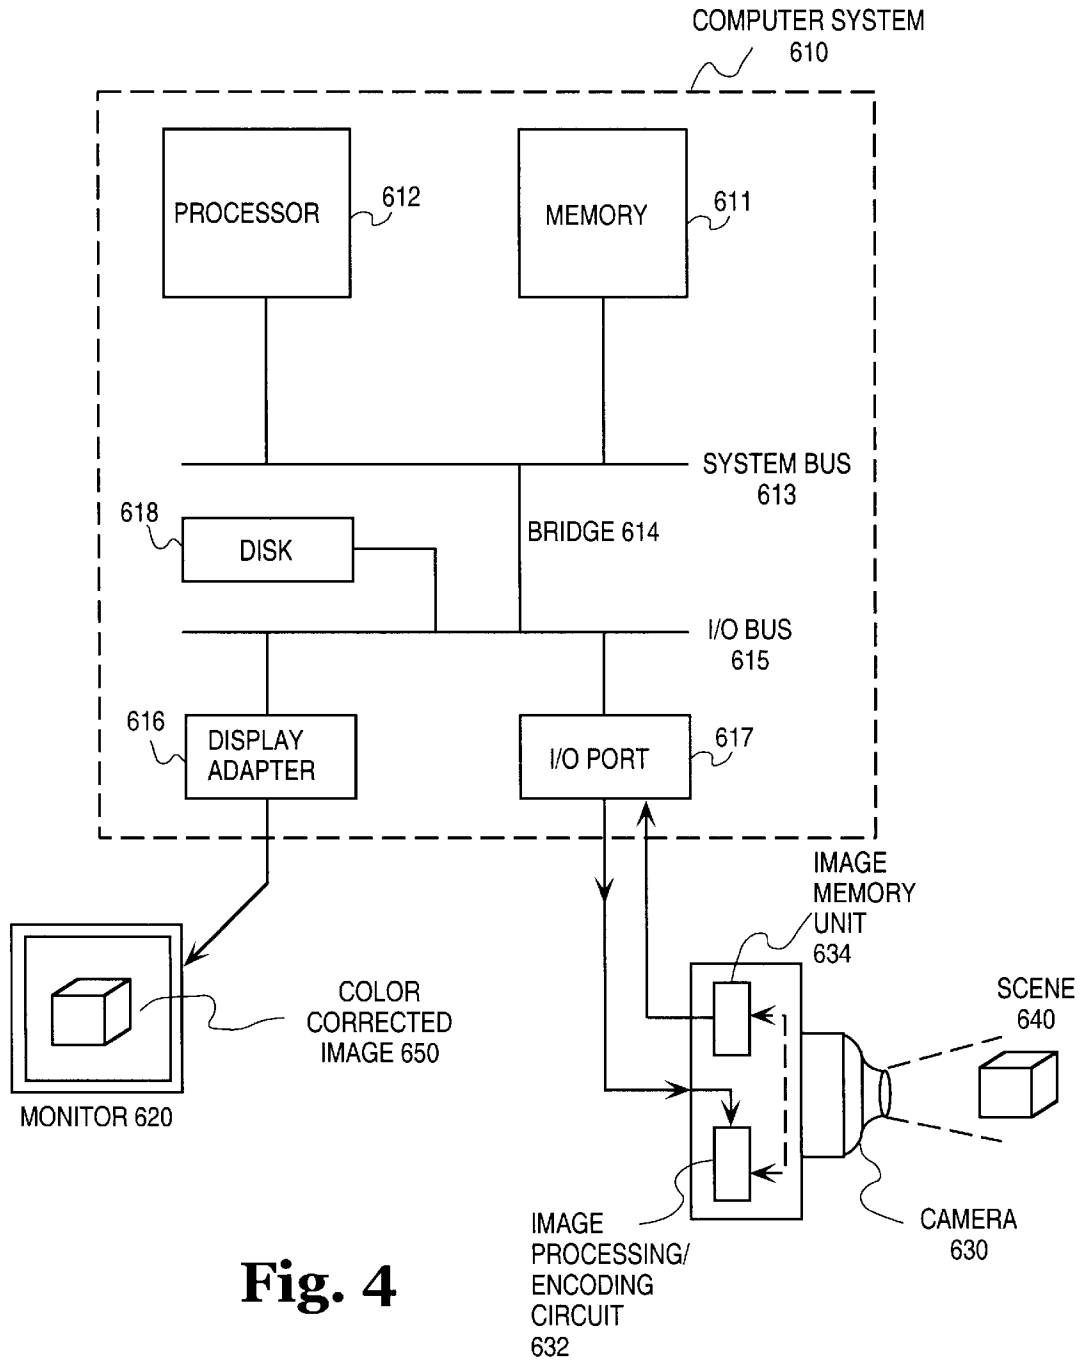 COMPUTER SYSTEM
610
PROCESSOR
612
MEMORY
611
SYSTEM BUS
613
618
DISK
BRIDGE 614
I/O BUS
615
616
DISPLAY
ADAPTER
I/O PORT
617
IMAGE
MEMORY
UNIT
634
COLOR
CORRECTED
IMAGE 650
SCENE
640
MONITOR 620
CAMERA
630
IMAGE
PROCESSING/
ENCODING
CIRCUIT
632
Fig. 4